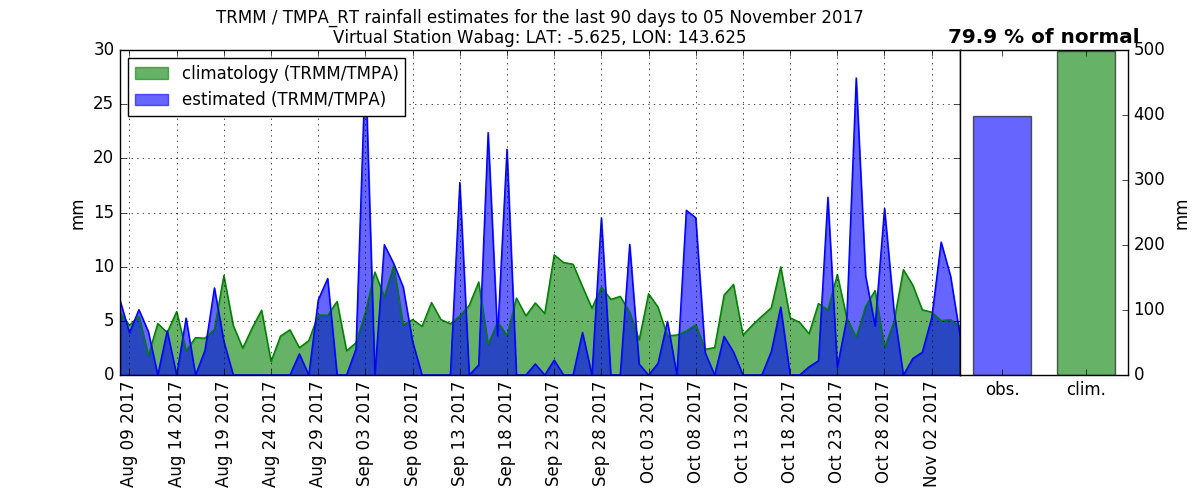 TRMM / TMPA_RT rainfall estimates for the last 90 days to 05 November 2017
Virtual Station Wabag: LAT: -5.625, LON: 143.625
79.9 % of normal
climatology (TRMM/TMPA)
estimated (TRMM/TMPA)
30
25
20
15
10
5
0
mm
500
400
300
200
100
0
mm
Aug 09 2017
Aug 14 2017
Aug 19 2017
Aug 24 2017
Aug 29 2017
Sep 03 2017
Sep 08 2017
Sep 13 2017
Sep 18 2017
Sep 23 2017
Sep 28 2017
Oct 03 2017
Oct 08 2017
Oct 13 2017
Oct 18 2017
Oct 23 2017
Oct 28 2017
Nov 02 2017
obs.
clim.